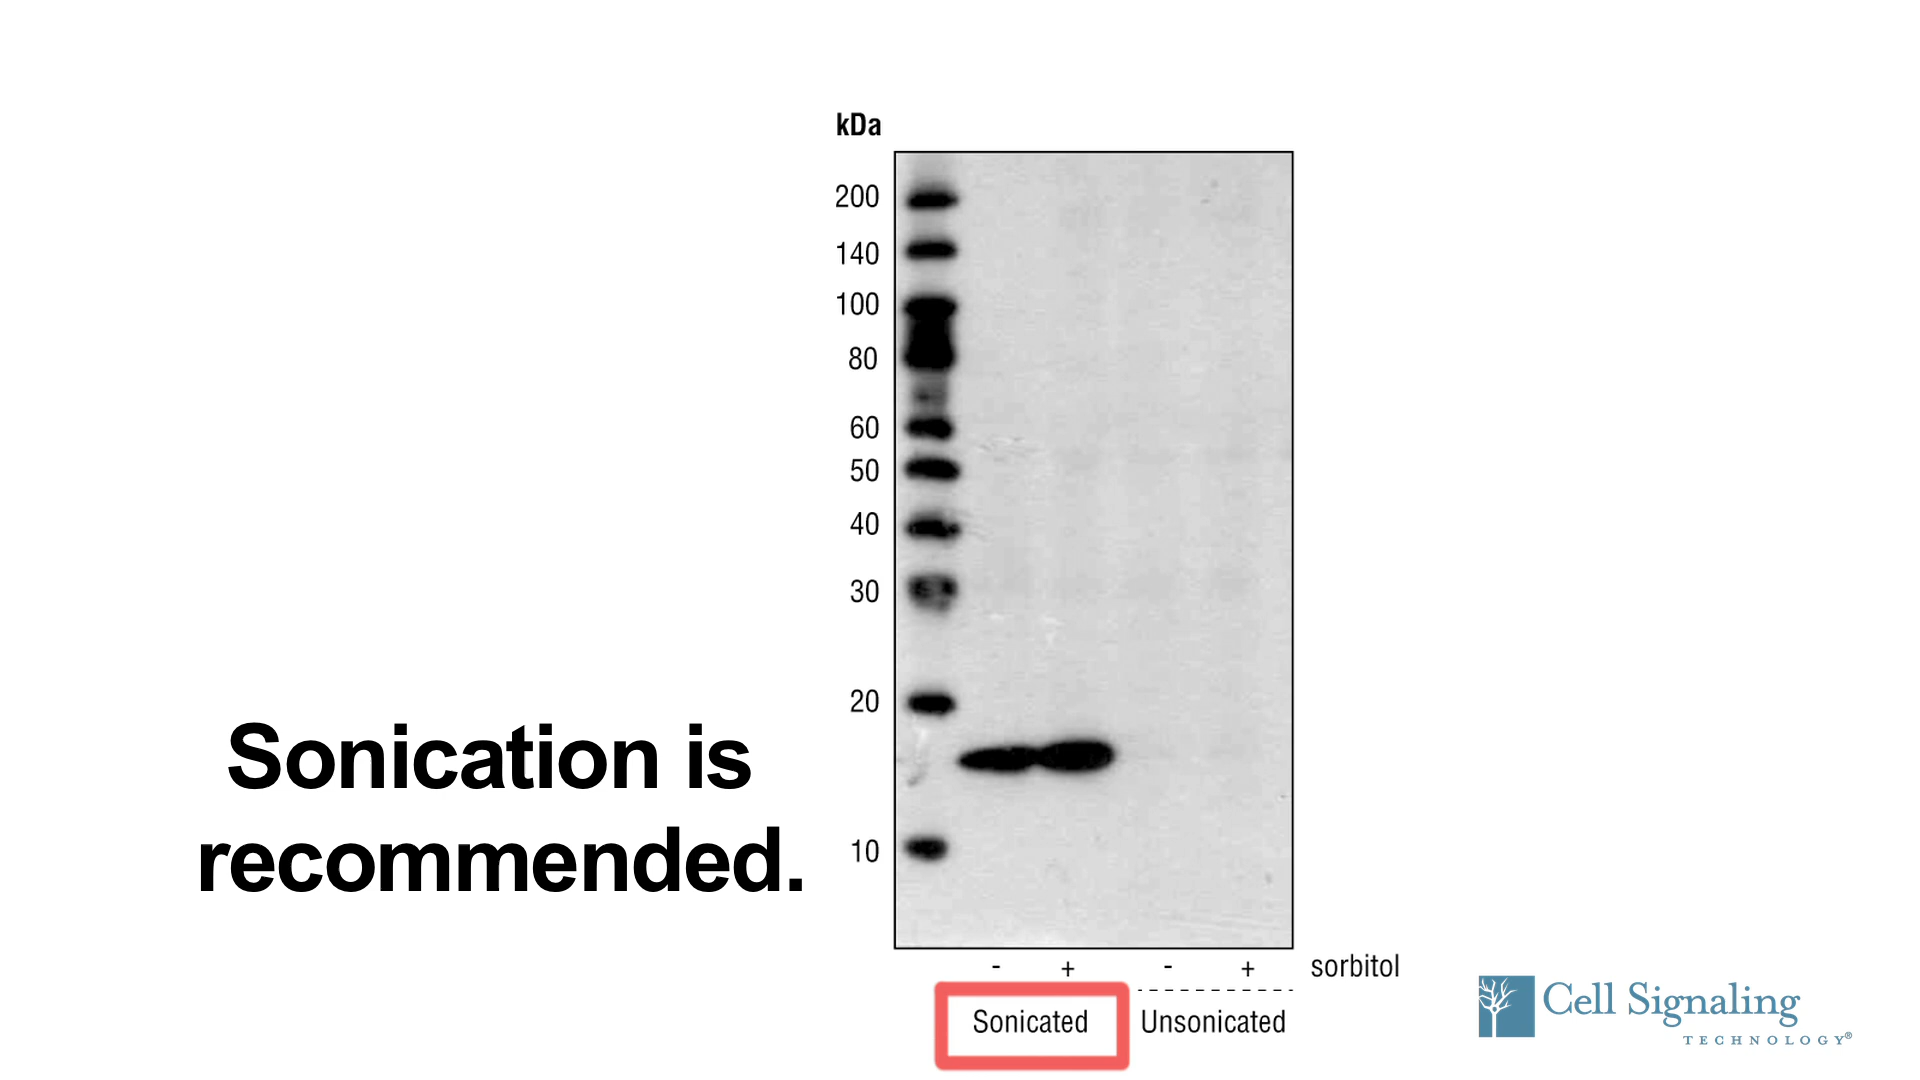 kDa
200
140
100
80
60
50
40
30
20
10
Sonication is
recommended.
- + - + sorbitol
Sonicated Unsonicated
Cell Signaling
TECHNOLOGY®